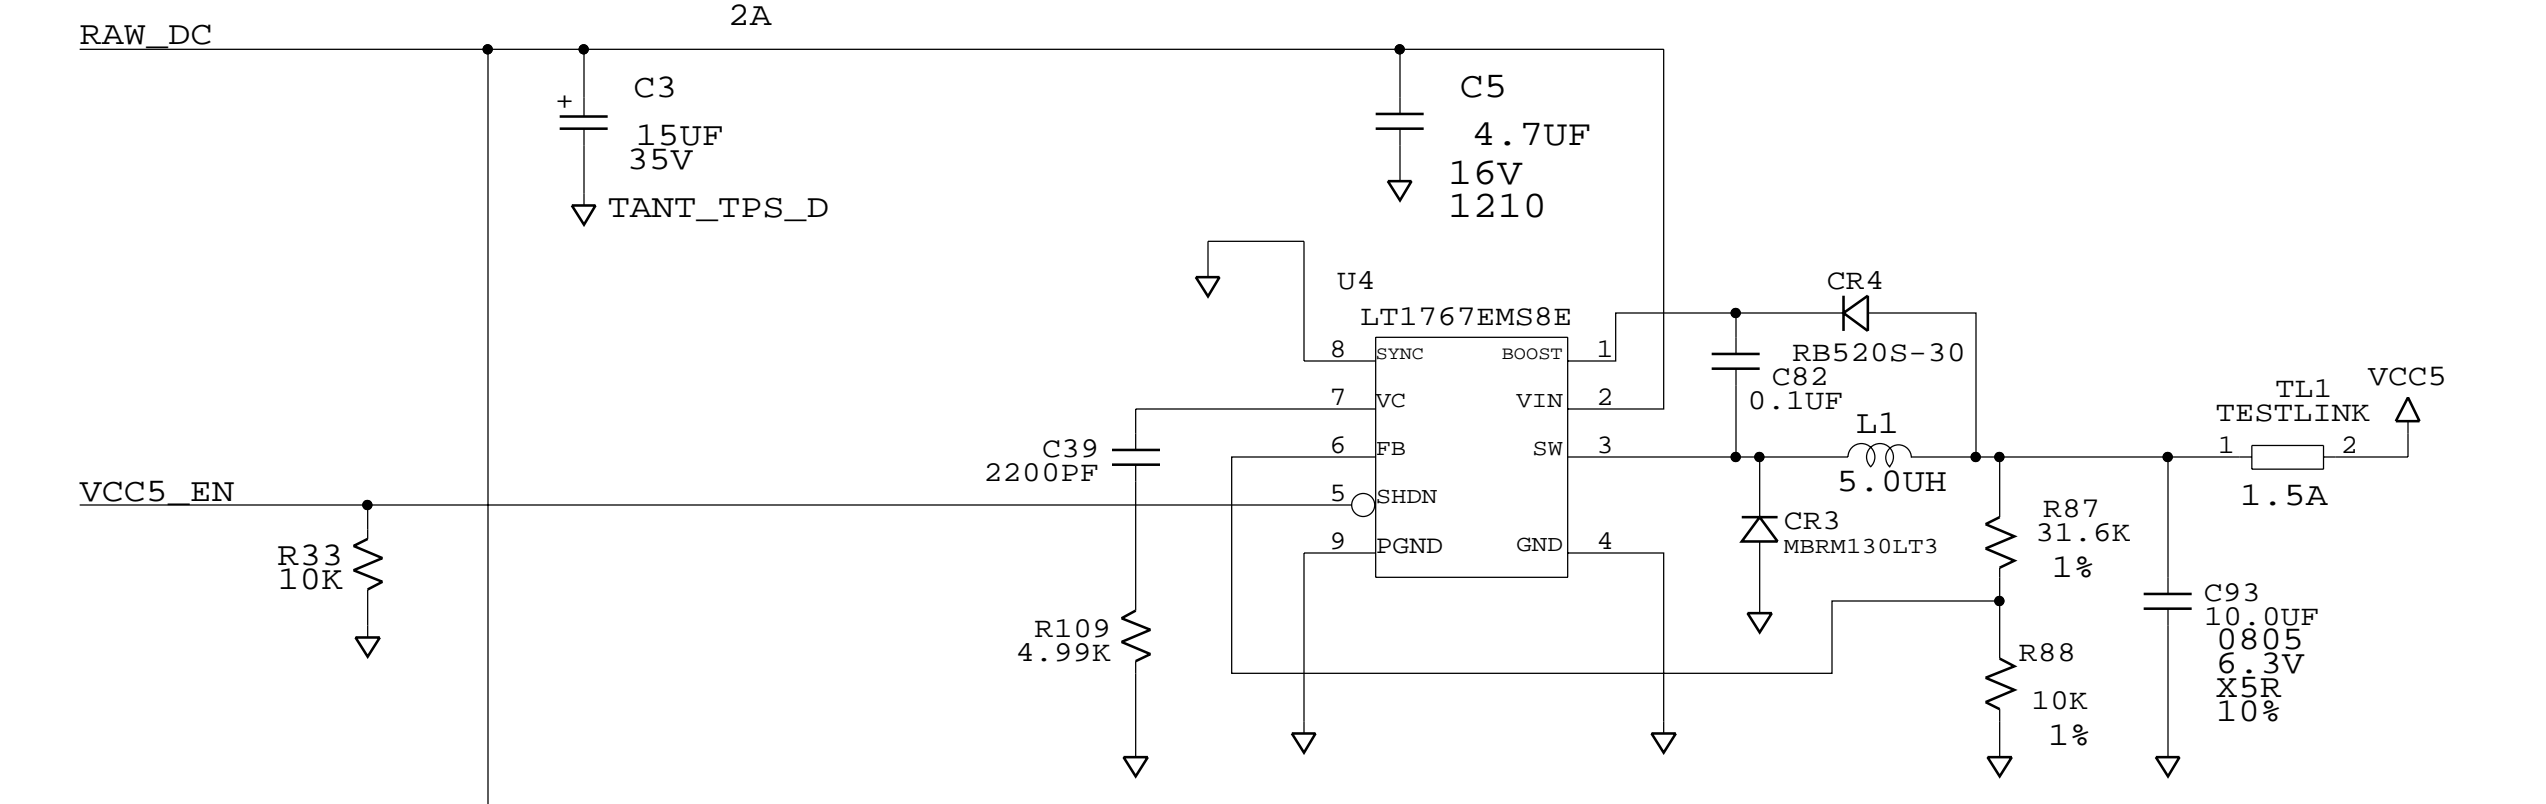 2A
RAW_DC
C3
+
15UF
35V
TANT_TPS_D
C5
4.7UF
16V
1210
U4
LT1767EMS8E
8 SYNC BOOST 1
7 VC VIN 2
6 FB SW 3
5 SHDN
9 PGND GND 4
CR4
RB520S-30
C82
0.1UF
L1
5.0UH
TL1
TESTLINK
1 2
1.5A
VCC5
C39
2200PF
VCC5_EN
R33
10K
R109
4.99K
CR3
MBRM130LT3
R87
31.6K
1%
R88
10K
1%
C93
10.0UF
0805
6.3V
X5R
10%